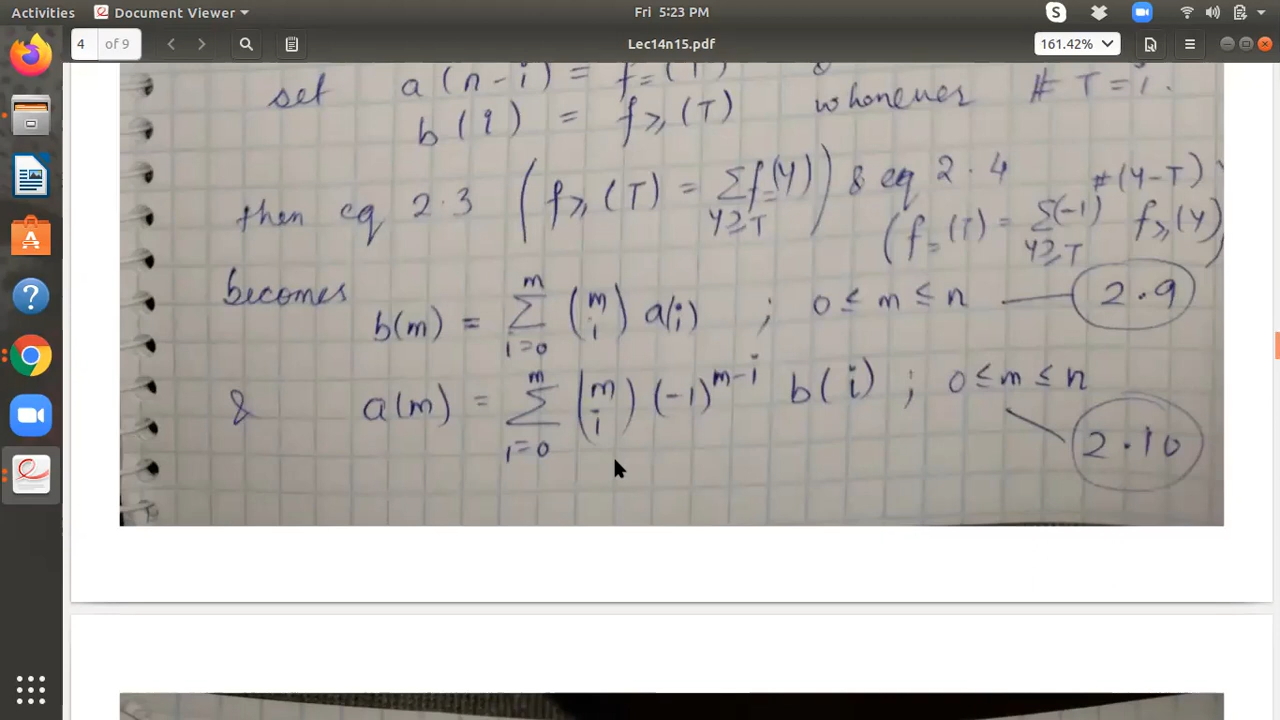 Activities Document Viewer Fri 5:23 PM
4 of 9 Lec14n15.pdf 161.42%
set a(n-i) = f=(T) &
b(i) = f⩾(T) whenever # T = i.
then eq 2.3 (f⩾(T) = Σ_{Y⩾T} f=(Y)) & eq 2.4 (f=(T) = Σ_{Y⩾T} (-1)^{#(Y-T)} f⩾(Y))
becomes
b(m) = Σ_{i=0}^{m} (m i) a(i) ; 0 ≤ m ≤ n — 2.9
& a(m) = Σ_{i=0}^{m} (m i) (-1)^{m-i} b(i) ; 0 ≤ m ≤ n — 2.10